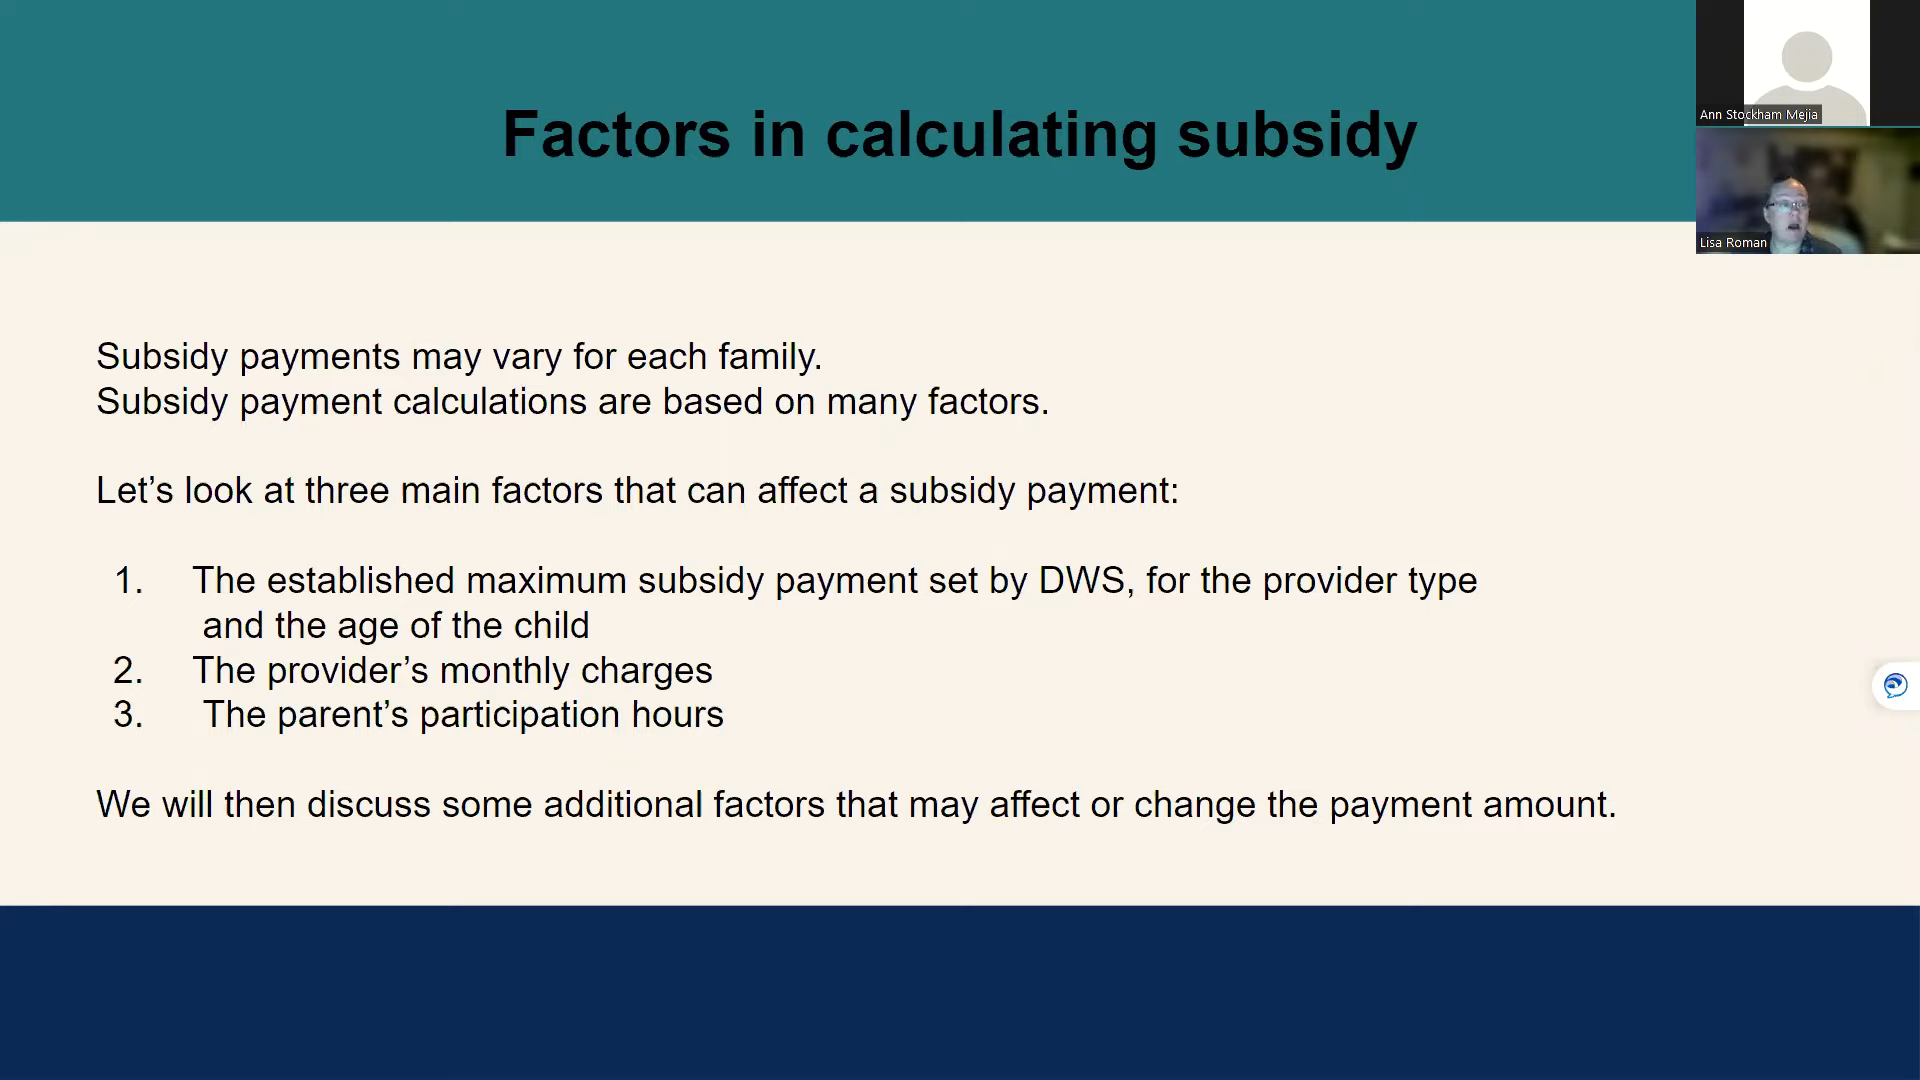 Factors in calculating subsidy
Ann Stockham Mejia
Lisa Roman
Subsidy payments may vary for each family.
Subsidy payment calculations are based on many factors.
Let’s look at three main factors that can affect a subsidy payment:
1. The established maximum subsidy payment set by DWS, for the provider type
and the age of the child
2. The provider’s monthly charges
3. The parent’s participation hours
We will then discuss some additional factors that may affect or change the payment amount.